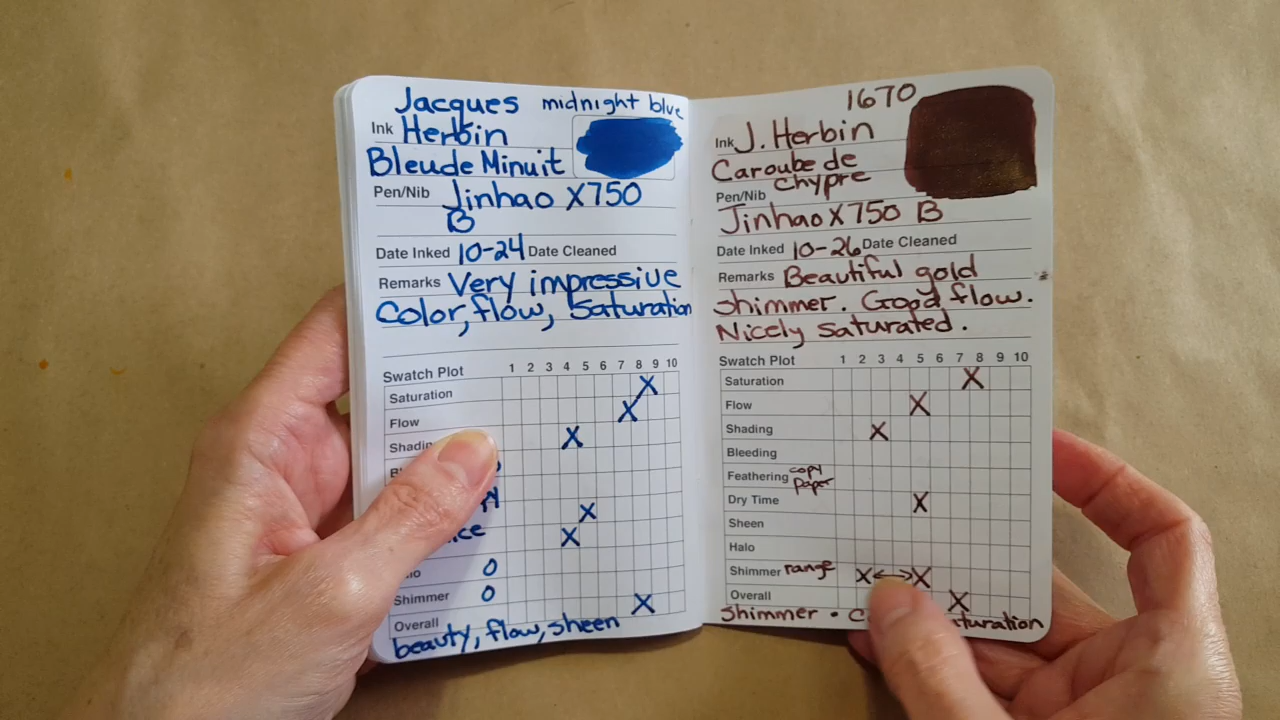 Jacques midnight blue
Ink Herbin
Bleu de Minuit
Pen/Nib Jinhao X750
B
Date Inked 10-24 Date Cleaned
Remarks Very impressive
Color, flow, Saturation
Swatch Plot 1 2 3 4 5 6 7 8 9 10
Saturation X
Flow X
Shadin X
X
X
0
Shimmer 0
Overall X
beauty, flow, sheen
1670
Ink J. Herbin
Caroube de
chypre
Pen/Nib
Jinhao X750 B
Date Inked 10-26 Date Cleaned
Remarks Beautiful gold
shimmer. Good flow.
Nicely saturated.
Swatch Plot 1 2 3 4 5 6 7 8 9 10
Saturation X
Flow X
Shading X
Bleeding
Feathering copy
paper
Dry Time X
Sheen
Halo
Shimmer range X↔X
Overall X
Shimmer • C turation